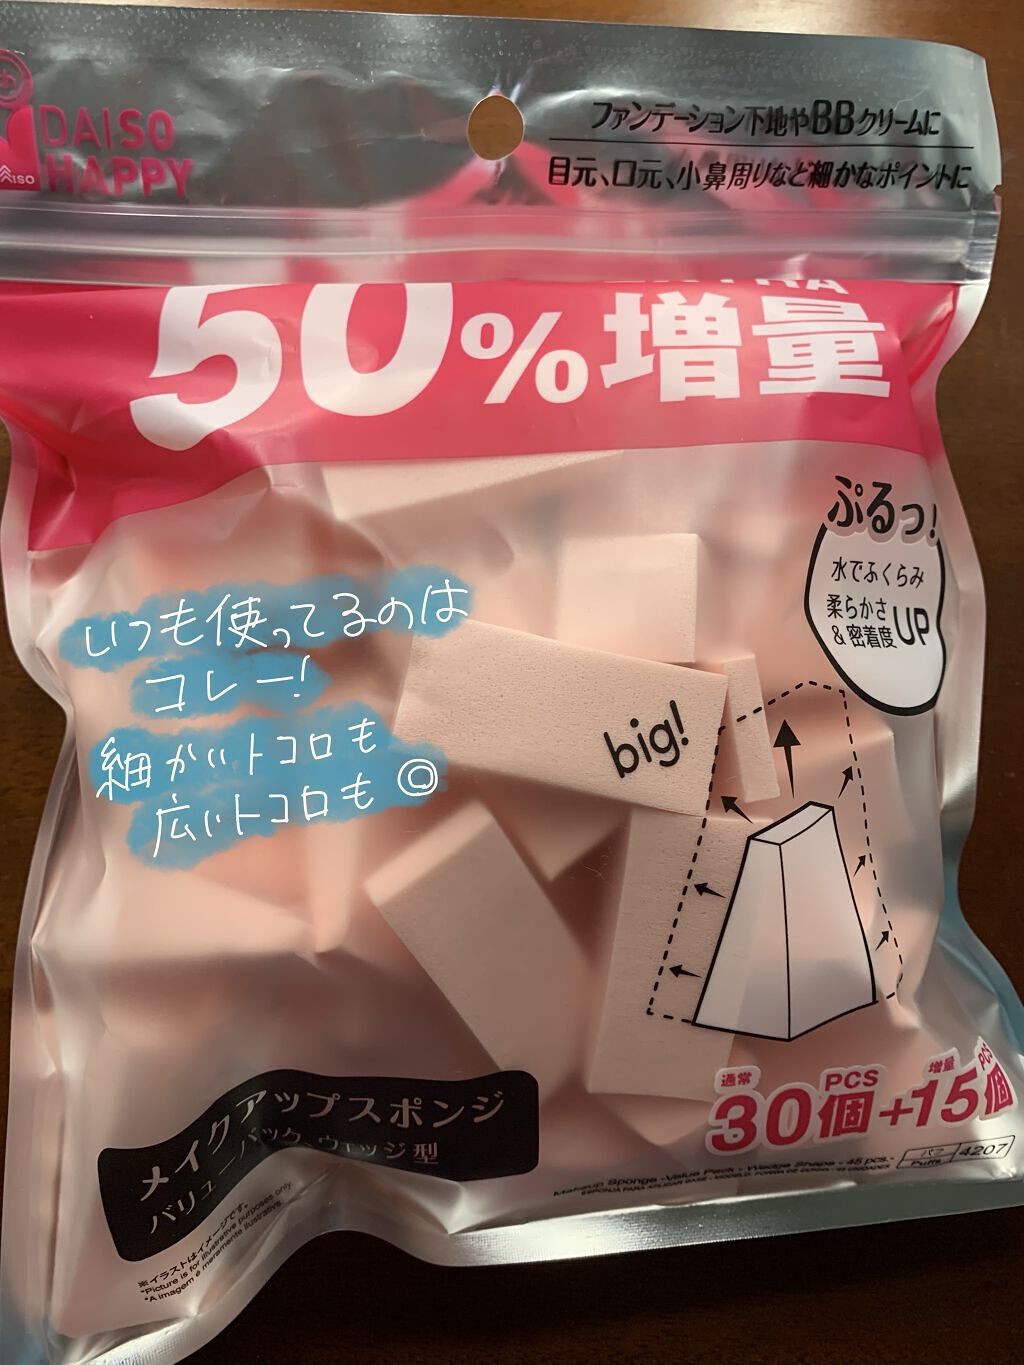 DAISO
HAPPY
ファンデーション下地やBBクリームに
目元、口元、小鼻周りなど細かなポイントに
50%増量
ぷるっ!
水でふくらみ
柔らかさ
&密着度UP
いつも使ってるのは
コレー!
細かいトコロも
広いトコロも◎
big!
通常 増量
PCS PCS
30個+15個
メイクアップスポンジ
バリューパック・ウェッジ型
Makeup Sponge -Value Pack - Wedge Shape - 45 pcs-
パフ
Puffs
4207
※イラストはイメージです。
*Picture is for illustrative purposes only.
*A imagem é meramente illustrative.